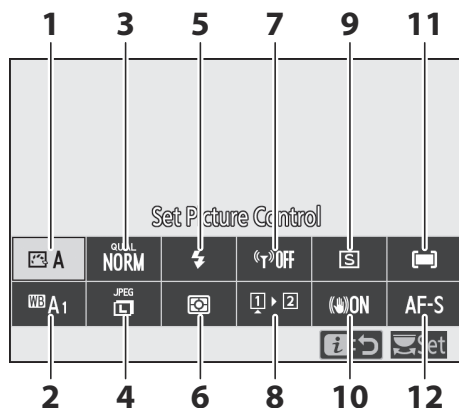 1 3 5 7 9 11
Set Picture Control
A QUAL NORM OFF S
WB A1 JPEG L 1 2 ON AF-S
i Set
2 4 6 8 10 12